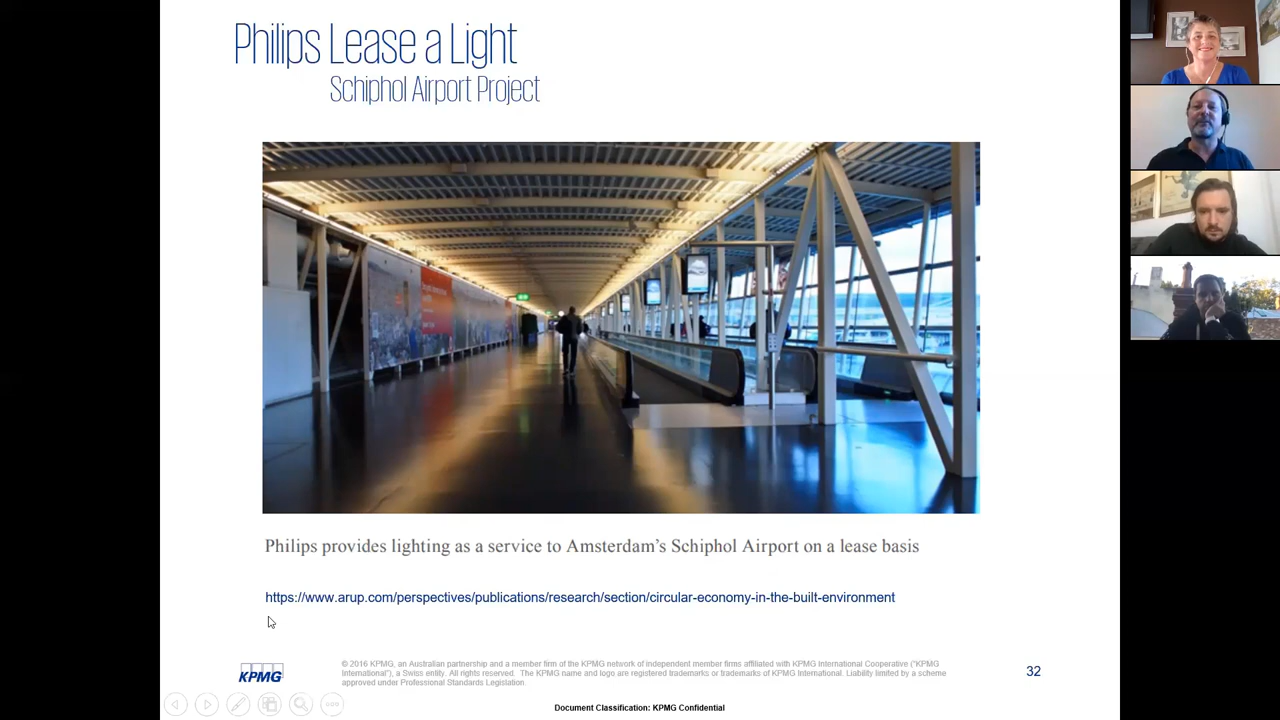 Philips Lease a Light
Schiphol Airport Project
Philips provides lighting as a service to Amsterdam's Schiphol Airport on a lease basis
https://www.arup.com/perspectives/publications/research/section/circular-economy-in-the-built-environment
KPMG
© 2016 KPMG, an Australian partnership and a member firm of the KPMG network of independent member firms affiliated with KPMG International Cooperative ("KPMG
International"), a Swiss entity. All rights reserved. The KPMG name and logo are registered trademarks or trademarks of KPMG International. Liability limited by a scheme
approved under Professional Standards Legislation.
32
Document Classification: KPMG Confidential